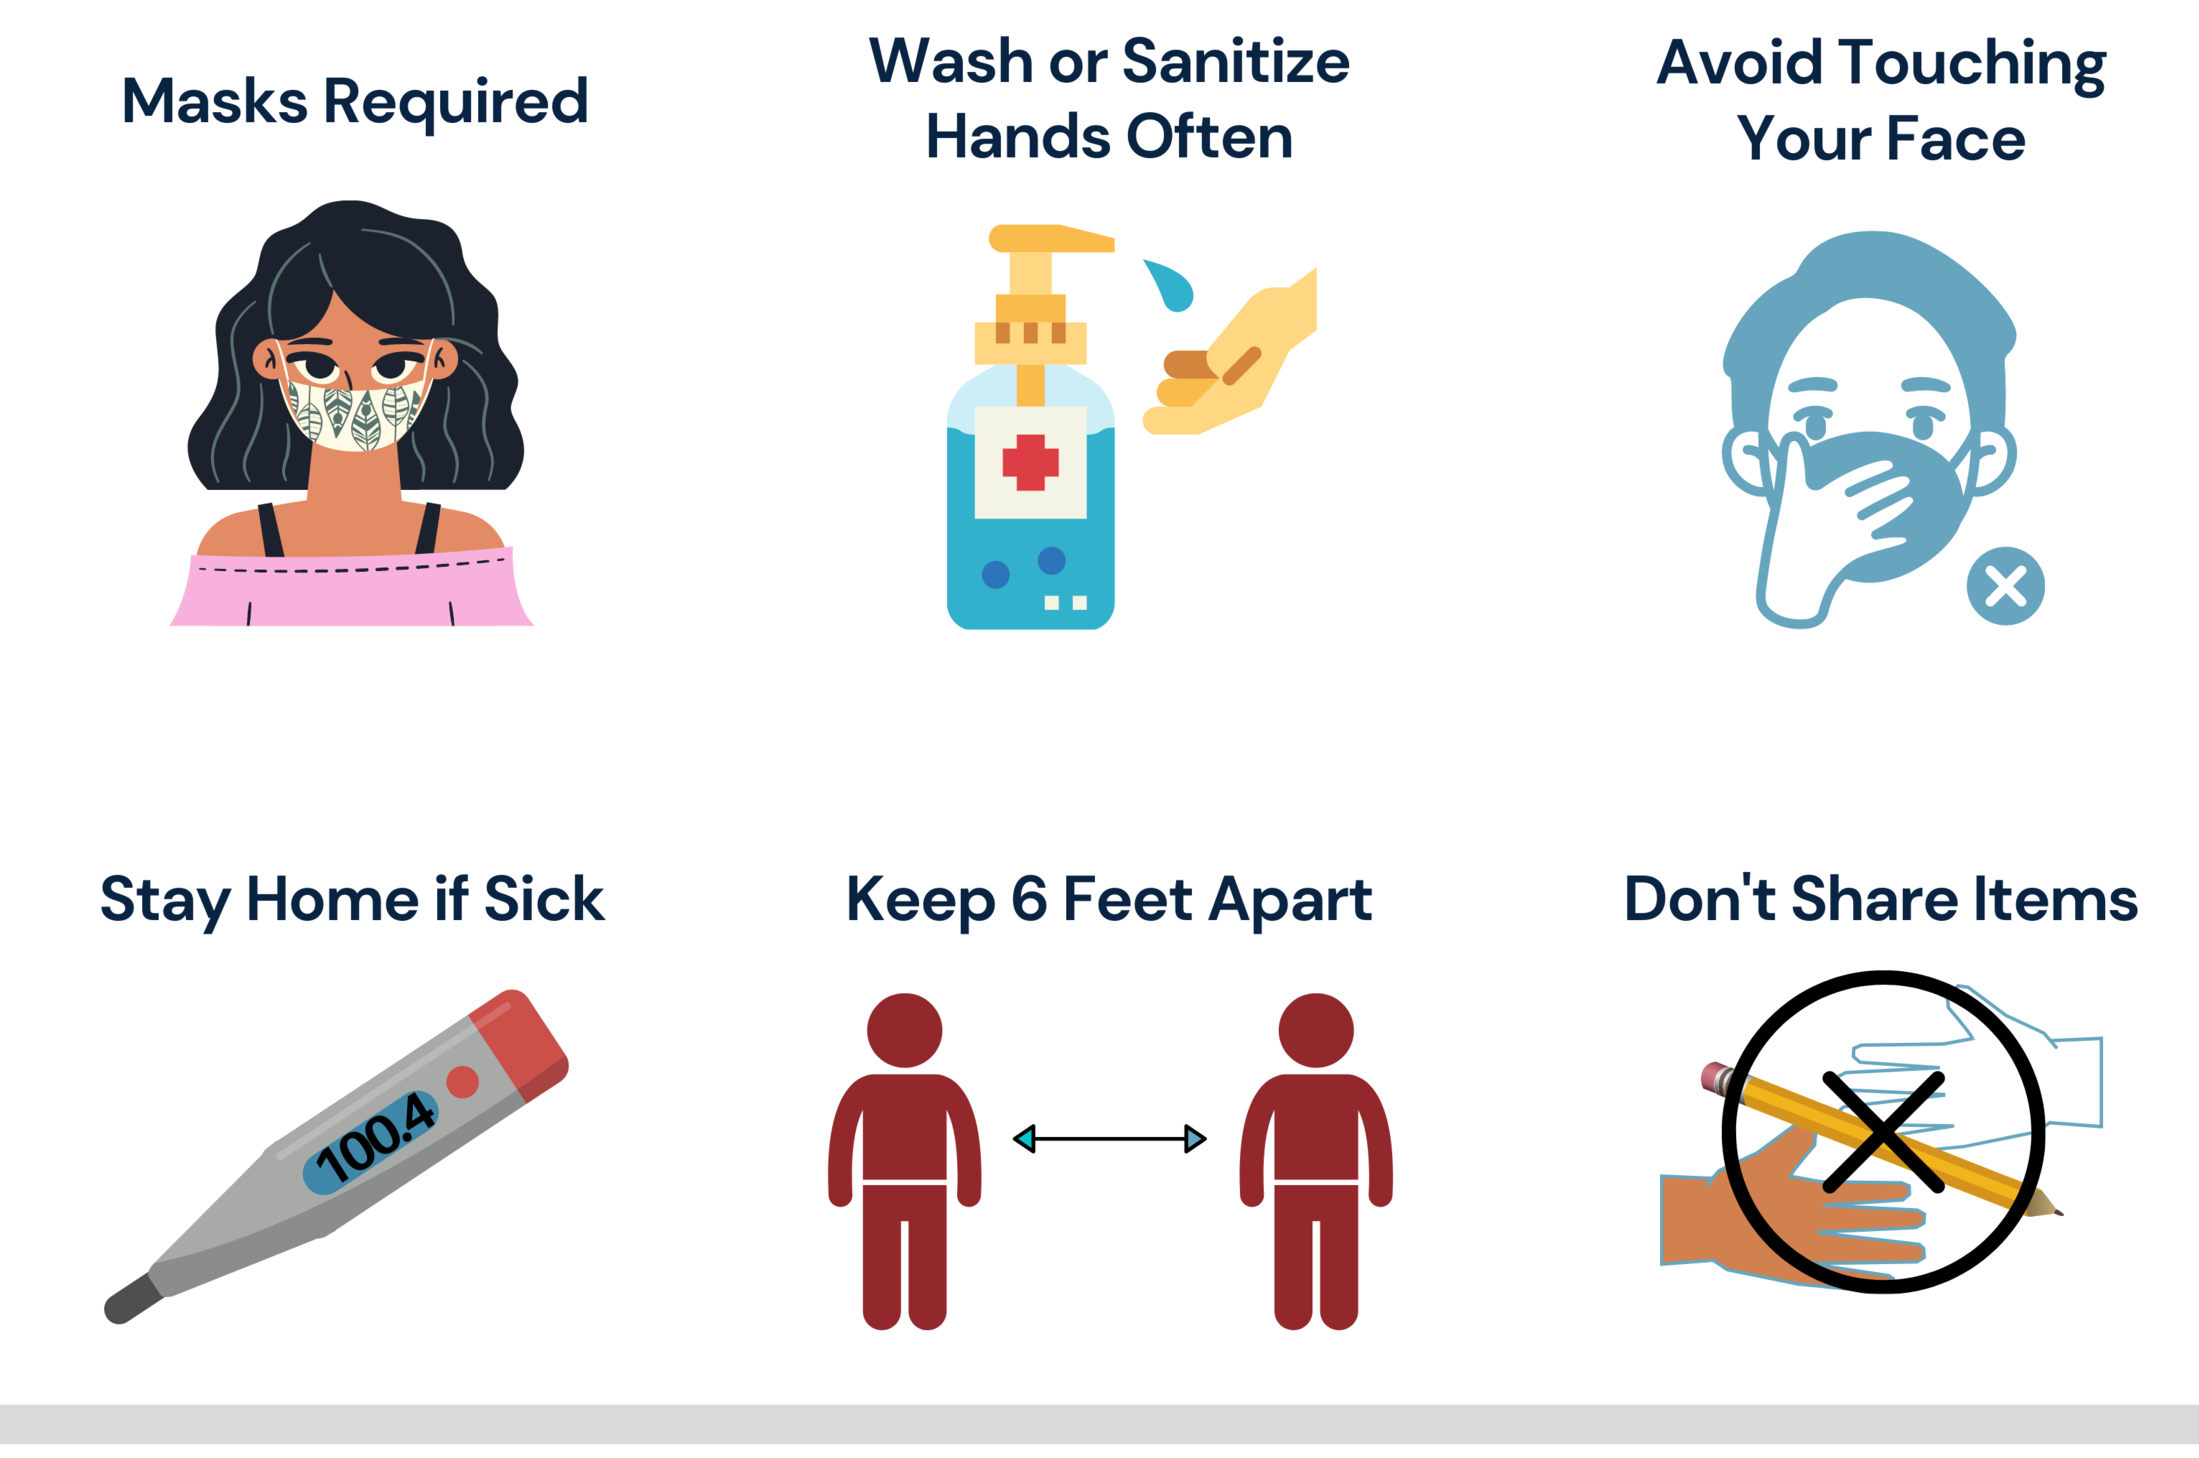 Masks Required
Wash or Sanitize
Hands Often
Avoid Touching
Your Face
Stay Home if Sick
100.4
Keep 6 Feet Apart
Don't Share Items